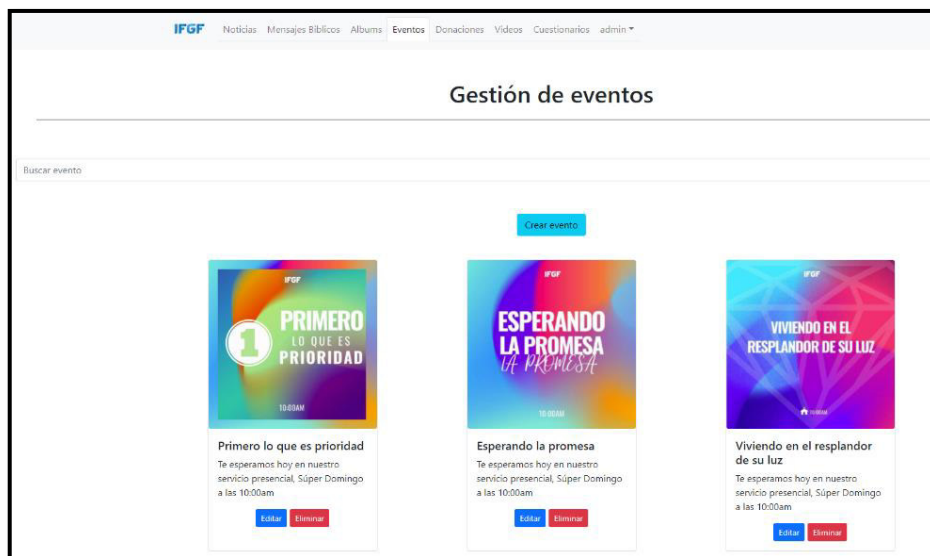 IFGF Noticias Mensajes Biblicos Albums Eventos Donaciones Videos Cuestionarios admin
Gestión de eventos
Buscar evento
Crear evento
IFGF
1
PRIMERO
LO QUE ES
PRIORIDAD
10:00AM
Primero lo que es prioridad
Te esperamos hoy en nuestro
servicio presencial, Súper Domingo
a las 10:00am
Editar Eliminar
IFGF
ESPERANDO
LA PROMESA
LA PROMESA
10:00AM
Esperando la promesa
Te esperamos hoy en nuestro
servicio presencial, Súper Domingo
a las 10:00am
Editar Eliminar
IFGF
VIVIENDO EN EL
RESPLANDOR DE SU LUZ
10:00AM
Viviendo en el resplandor
de su luz
Te esperamos hoy en nuestro
servicio presencial, Súper Domingo
a las 10:00am
Editar Eliminar